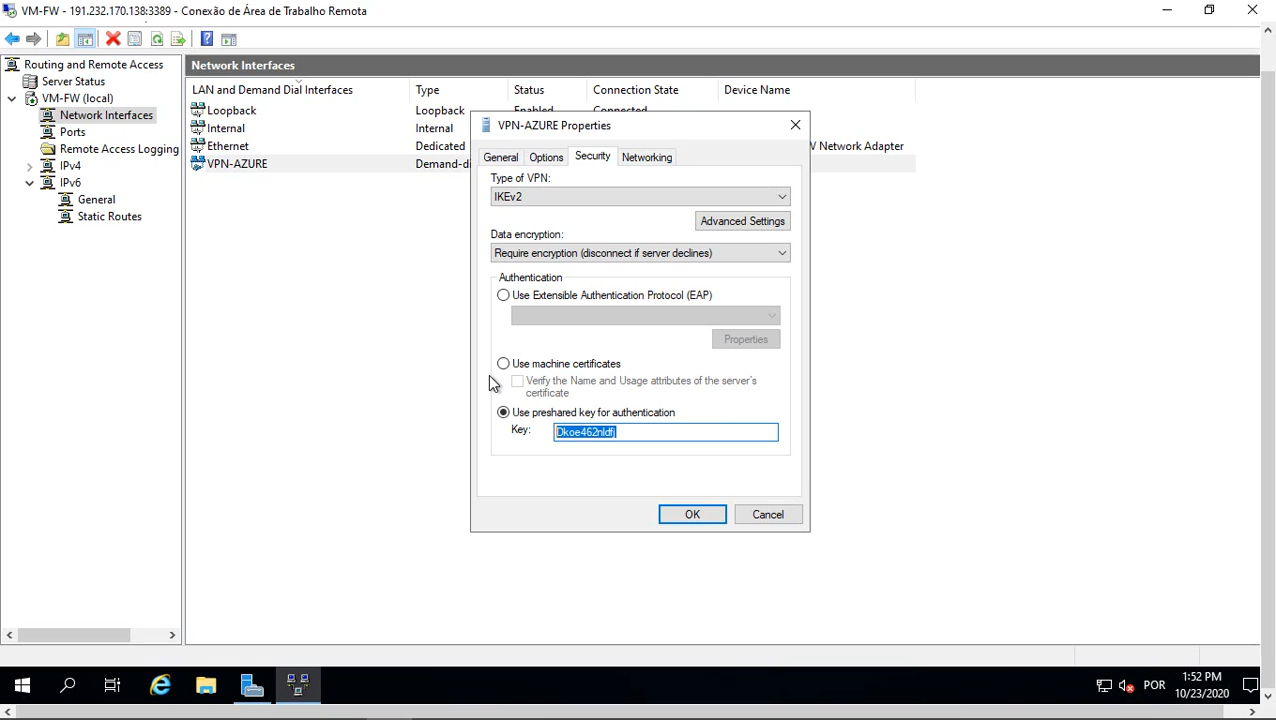 VM-FW - 191.232.170.138:3389 - Conexão de Área de Trabalho Remota
Routing and Remote Access
Server Status
VM-FW (local)
Network Interfaces
Ports
Remote Access Logging
IPv4
IPv6
General
Static Routes
Network Interfaces
LAN and Demand Dial Interfaces Type Status Connection State Device Name
Loopback Loopback Enabled Connected
Internal Internal
Ethernet Dedicated W Network Adapter
VPN-AZURE Demand-di
VPN-AZURE Properties
General Options Security Networking
Type of VPN:
IKEv2
Advanced Settings
Data encryption:
Require encryption (disconnect if server declines)
Authentication
Use Extensible Authentication Protocol (EAP)
Properties
Use machine certificates
Verify the Name and Usage attributes of the server's
certificate
Use preshared key for authentication
Key: Dkoe462nldfj
OK Cancel
POR
1:52 PM
10/23/2020